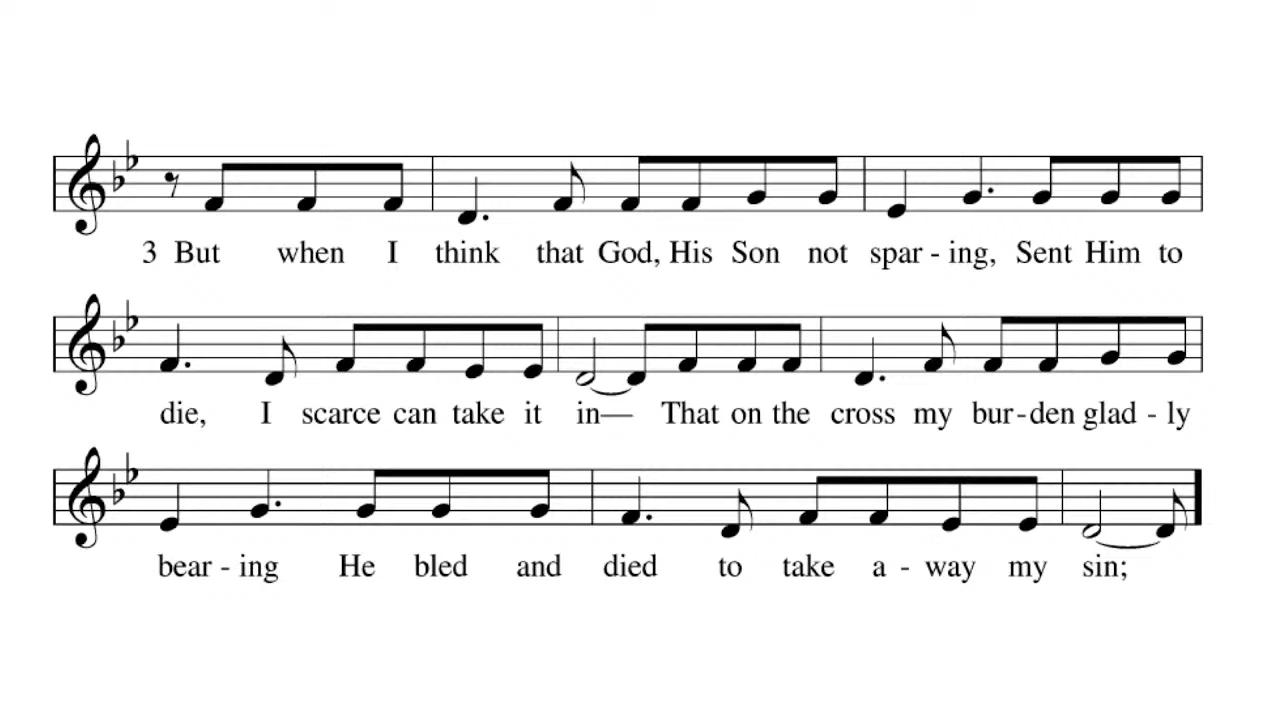 3 But when I think that God, His Son not spar - ing, Sent Him to
die, I scarce can take it in— That on the cross my bur - den glad - ly
bear - ing He bled and died to take a - way my sin;